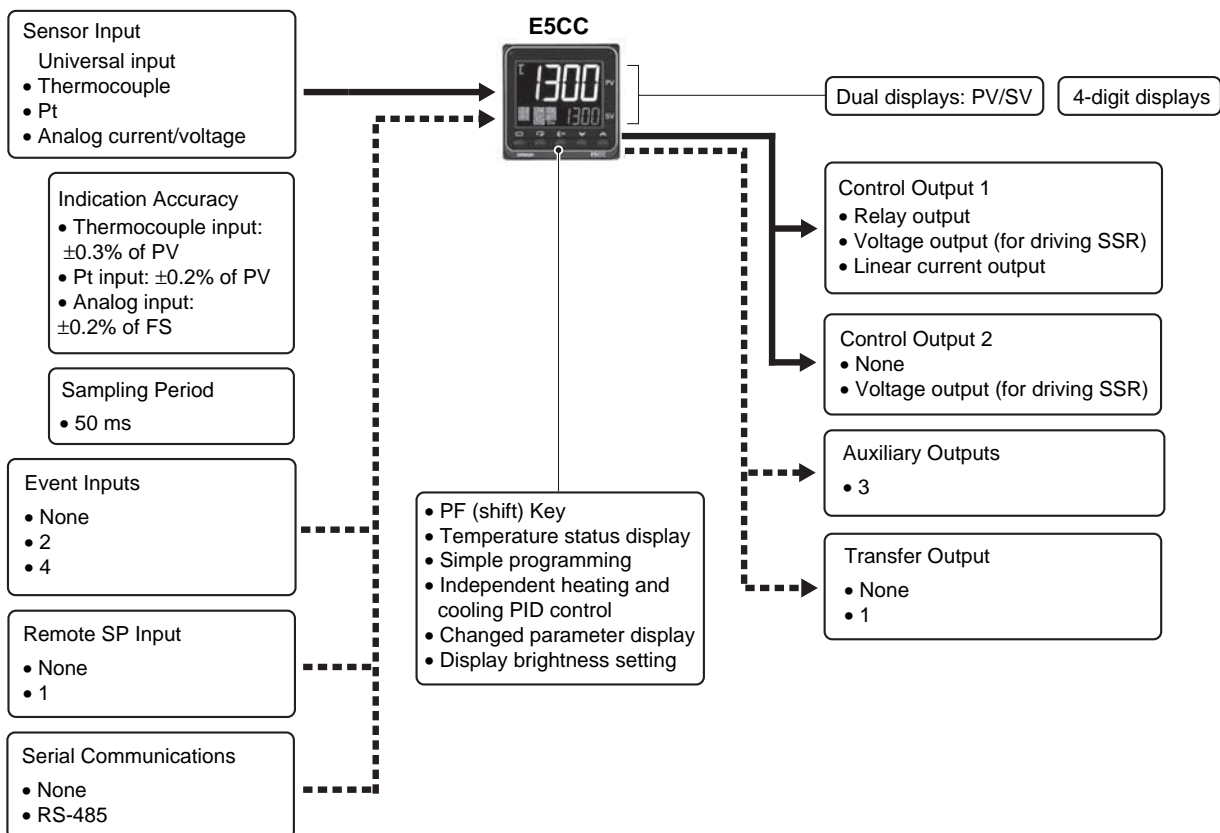 E5CC
Sensor Input
Universal input
• Thermocouple
• Pt
• Analog current/voltage
Indication Accuracy
• Thermocouple input:
±0.3% of PV
• Pt input: ±0.2% of PV
• Analog input:
±0.2% of FS
Sampling Period
• 50 ms
Event Inputs
• None
• 2
• 4
Remote SP Input
• None
• 1
Serial Communications
• None
• RS-485
1300
PV
1300
SV
OMRON
E5CC
• PF (shift) Key
• Temperature status display
• Simple programming
• Independent heating and
cooling PID control
• Changed parameter display
• Display brightness setting
Dual displays: PV/SV
4-digit displays
Control Output 1
• Relay output
• Voltage output (for driving SSR)
• Linear current output
Control Output 2
• None
• Voltage output (for driving SSR)
Auxiliary Outputs
• 3
Transfer Output
• None
• 1